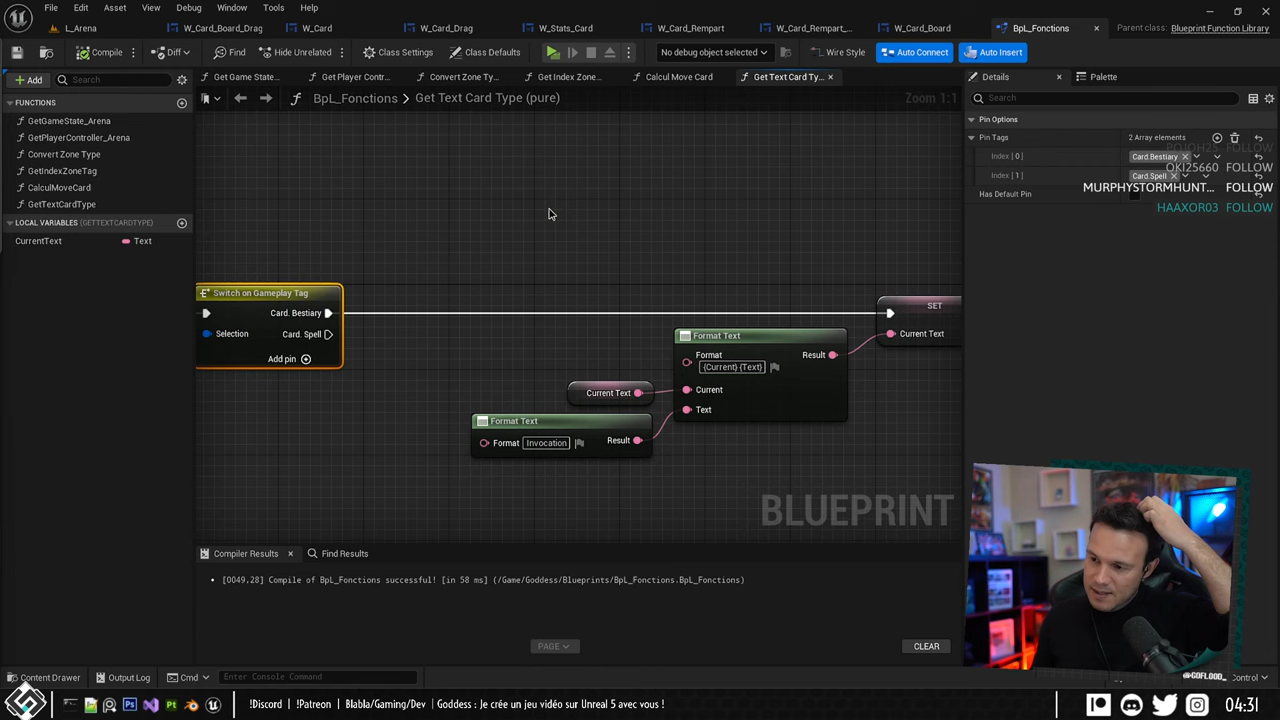 File Edit Asset View Debug Window Tools Help
L_Arena W_Card_Board_Drag W_Card W_Card_Drag W_Stats_Card W_Card_Rempart W_Card_Rempart_... W_Card_Board BpL_Fonctions Parent class: Blueprint Function Library
Compile Diff Find Hide Unrelated Class Settings Class Defaults No debug object selected Wire Style Auto Connect Auto Insert
Add Search Get Game State... Get Player Contr... Convert Zone Ty... Get Index Zone... Calcul Move Card Get Text Card Ty... Details Palette
FUNCTIONS BpL_Fonctions > Get Text Card Type (pure) Zoom 1:1 Search
GetGameState_Arena
GetPlayerController_Arena
Convert Zone Type
GetIndexZoneTag
CalculMoveCard
GetTextCardType
LOCAL VARIABLES (GETTEXTCARDTYPE)
CurrentText Text
Pin Options
Pin Tags 2 Array elements
Index [ 0 ] Card.Bestiary
Index [ 1 ] Card.Spell
Has Default Pin
OKI25660 FOLLOW
MURPHYSTORMHUNT... FOLLOW
HAAXOR03 FOLLOW
Switch on Gameplay Tag
Card. Bestiary
Selection Card. Spell
Add pin
SET
Current Text
Format Text
Format Result
{Current} {Text}
Current
Text
Current Text
Format Text
Format Invocation Result
BLUEPRINT
Compiler Results Find Results
[0049.28] Compile of BpL_Fonctions successful! [in 58 ms] (/Game/Goddess/Blueprints/BpL_Fonctions.BpL_Fonctions)
PAGE CLEAR
Content Drawer Output Log Cmd Enter Console Command
@GOFLOOD_ Control
!Discord | !Patreon | Blabla/Gaming/Dev | Goddess : Je crée un jeu vidéo sur Unreal 5 avec vous ! 04:31